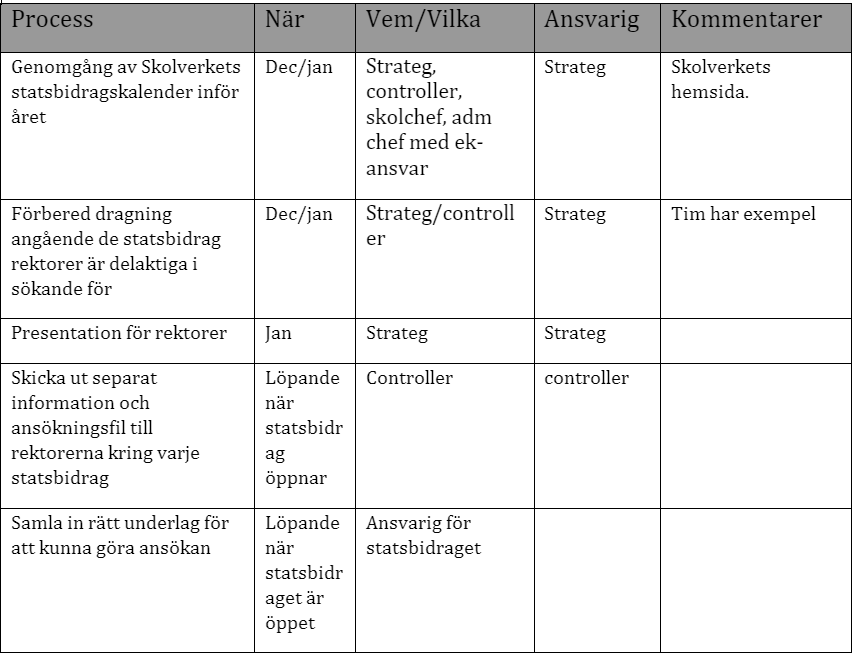 Process När Vem/Vilka Ansvarig Kommentarer
Genomgång av Skolverkets
statsbidragskalender inför
året
Dec/jan
Strateg,
controller,
skolchef, adm
chef med ek-
ansvar
Strateg
Skolverkets
hemsida.
Förbered dragning
angående de statsbidrag
rektorer är delaktiga i
sökande för
Dec/jan
Strateg/controll
er
Strateg
Tim har exempel
Presentation för rektorer
Jan
Strateg
Strateg
Skicka ut separat
information och
ansökningsfil till
rektorerna kring varje
statsbidrag
Löpande
när
statsbidr
ag
öppnar
Controller
controller
Samla in rätt underlag för
att kunna göra ansökan
Löpande
när
statsbidr
aget är
öppet
Ansvarig för
statsbidraget